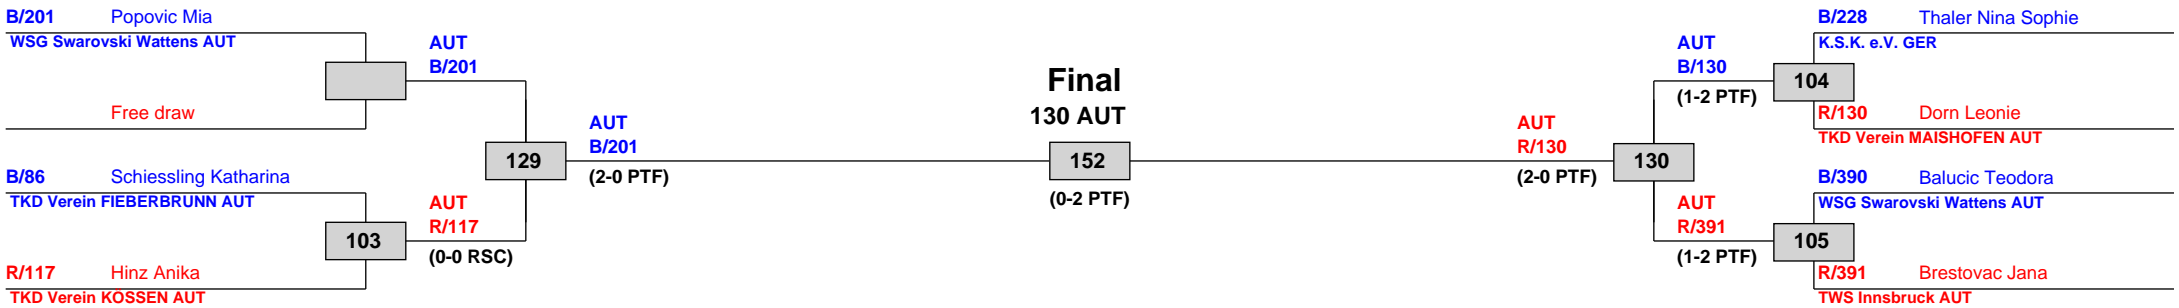 B/201 Popovic Mia
WSG Swarovski Wattens AUT
Free draw
B/86 Schiessling Katharina
TKD Verein FIEBERBRUNN AUT
103
R/117 Hinz Anika
TKD Verein KÖSSEN AUT
AUT
B/201
AUT
R/117
(0-0 RSC)
129
AUT
B/201
(2-0 PTF)
Final
130 AUT
152
(0-2 PTF)
AUT
R/130
(2-0 PTF)
130
AUT
B/130
(1-2 PTF)
AUT
R/391
(1-2 PTF)
B/228 Thaler Nina Sophie
K.S.K. e.V. GER
104
R/130 Dorn Leonie
TKD Verein MAISHOFEN AUT
B/390 Balucic Teodora
WSG Swarovski Wattens AUT
105
R/391 Brestovac Jana
TWS Innsbruck AUT